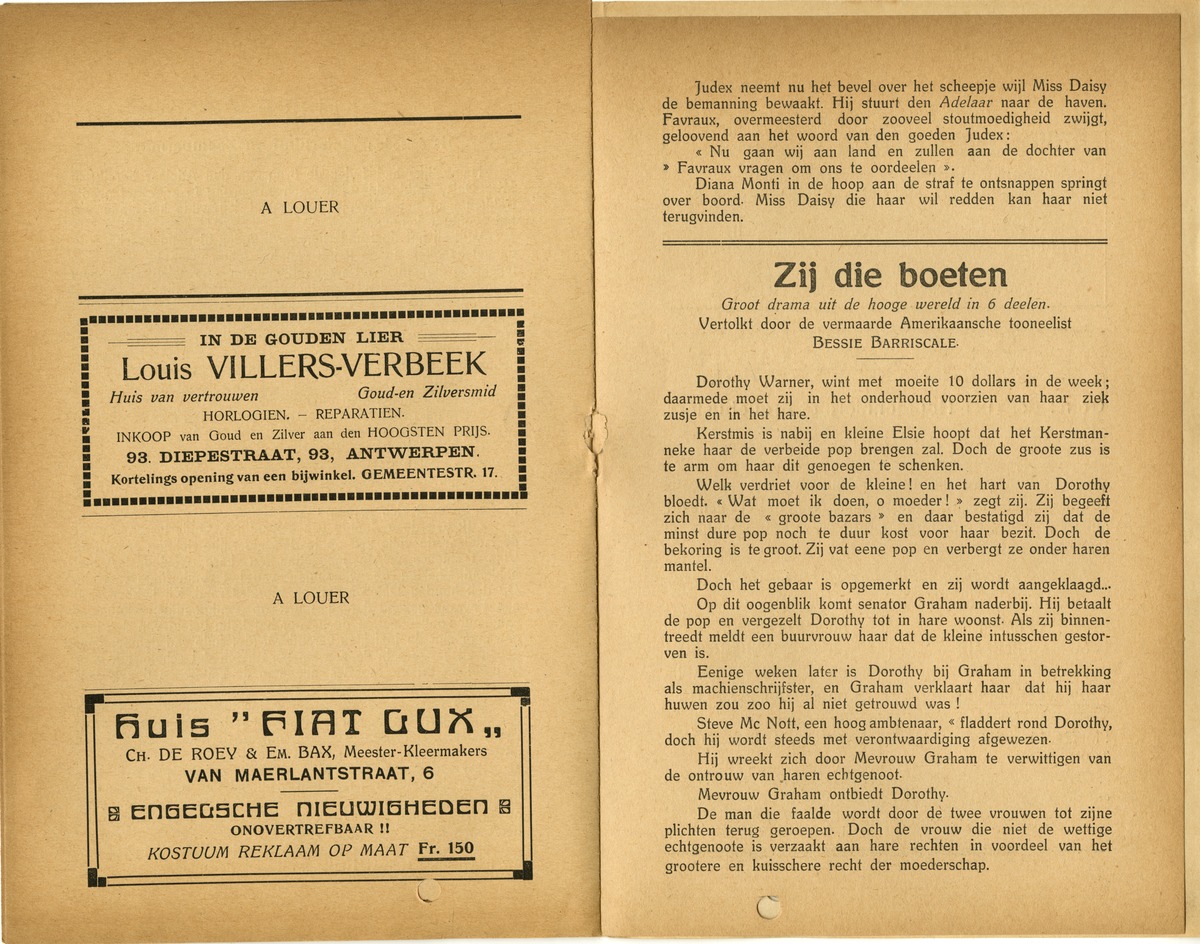 A LOUER
IN DE GOUDEN LIER
Louis VILLERS-VERBEEK
Huis van vertrouwen Goud-en Zilversmid
HORLOGIEN. – REPARATIEN.
INKOOP van Goud en Zilver aan den HOOGSTEN PRIJS.
93. DIEPESTRAAT, 93, ANTWERPEN.
Kortelings opening van een bijwinkel. GEMEENTESTR. 17.
A LOUER
Huis " FIAT LUX „
CH. DE ROEY & EM. BAX, Meester-Kleermakers
VAN MAERLANTSTRAAT, 6
ENGELSCHE NIEUWIGHEDEN
ONOVERTREFBAAR !!
KOSTUUM REKLAAM OP MAAT Fr. 150
Judex neemt nu het bevel over het scheepje wijl Miss Daisy
de bemanning bewaakt. Hij stuurt den Adelaar naar de haven.
Favraux, overmeesterd door zooveel stoutmoedigheid zwijgt,
geloovend aan het woord van den goeden Judex :
« Nu gaan wij aan land en zullen aan de dochter van
» Favraux vragen om ons te oordeelen ».
Diana Monti in de hoop aan de straf te ontsnappen springt
over boord. Miss Daisy die haar wil redden kan haar niet
terugvinden.
Zij die boeten
Groot drama uit de hooge wereld in 6 deelen.
Vertolkt door de vermaarde Amerikaansche tooneelist
BESSIE BARRISCALE.
Dorothy Warner, wint met moeite 10 dollars in de week ;
daarmede moet zij in het onderhoud voorzien van haar ziek
zusje en in het hare.
Kerstmis is nabij en kleine Elsie hoopt dat het Kerstman-
neke haar de verbeide pop brengen zal. Doch de groote zus is
te arm om haar dit genoegen te schenken.
Welk verdriet voor de kleine ! en het hart van Dorothy
bloedt. « Wat moet ik doen, o moeder ! » zegt zij. Zij begeeft
zich naar de « groote bazars » en daar bestatigd zij dat de
minst dure pop noch te duur kost voor haar bezit. Doch de
bekoring is te groot. Zij vat eene pop en verbergt ze onder haren
mantel.
Doch het gebaar is opgemerkt en zij wordt aangeklaagd...
Op dit oogenblik komt senator Graham naderbij. Hij betaalt
de pop en vergezelt Dorothy tot in hare woonst. Als zij binnen-
treedt meldt een buurvrouw haar dat de kleine intusschen gestor-
ven is.
Eenige weken later is Dorothy bij Graham in betrekking
als machienschrijfster, en Graham verklaart haar dat hij haar
huwen zou zoo hij al niet getrouwd was !
Steve Mc Nott, een hoog ambtenaar, « fladdert rond Dorothy,
doch hij wordt steeds met verontwaardiging afgewezen.
Hij wreekt zich door Mevrouw Graham te verwittigen van
de ontrouw van haren echtgenoot.
Mevrouw Graham ontbiedt Dorothy.
De man die faalde wordt door de twee vrouwen tot zijne
plichten terug geroepen. Doch de vrouw die niet de wettige
echtgenoote is verzaakt aan hare rechten in voordeel van het
grootere en kuisschere recht der moederschap.